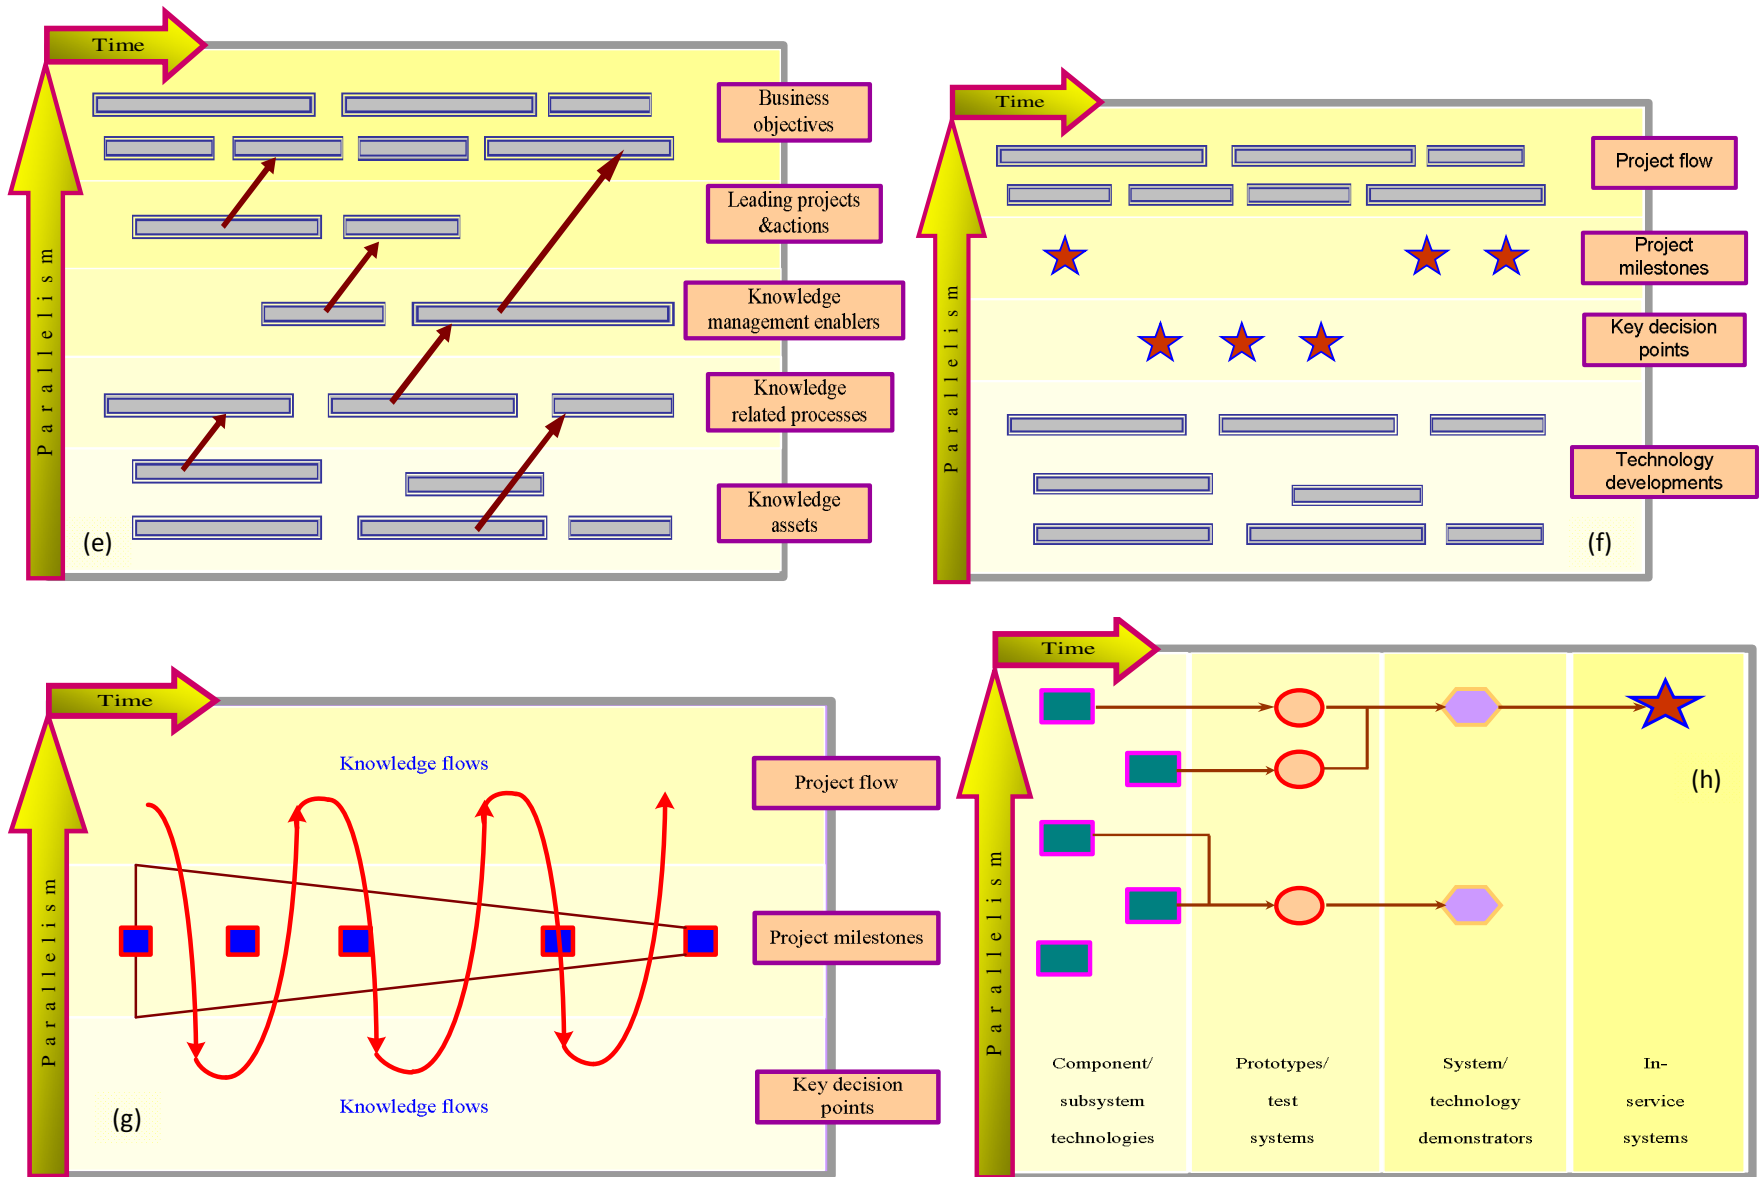 Time
Parallelism
Business
objectives
Leading projects
&actions
Knowledge
management enablers
Knowledge
related processes
Knowledge
assets
(e)
Time
Parallelism
Project flow
Project
milestones
Key decision
points
Technology
developments
(f)
Time
Parallelism
Knowledge flows
Project flow
Project milestones
Key decision
points
Knowledge flows
(g)
Time
Parallelism
(h)
Component/
subsystem
technologies
Prototypes/
test
systems
System/
technology
demonstrators
In-
service
systems